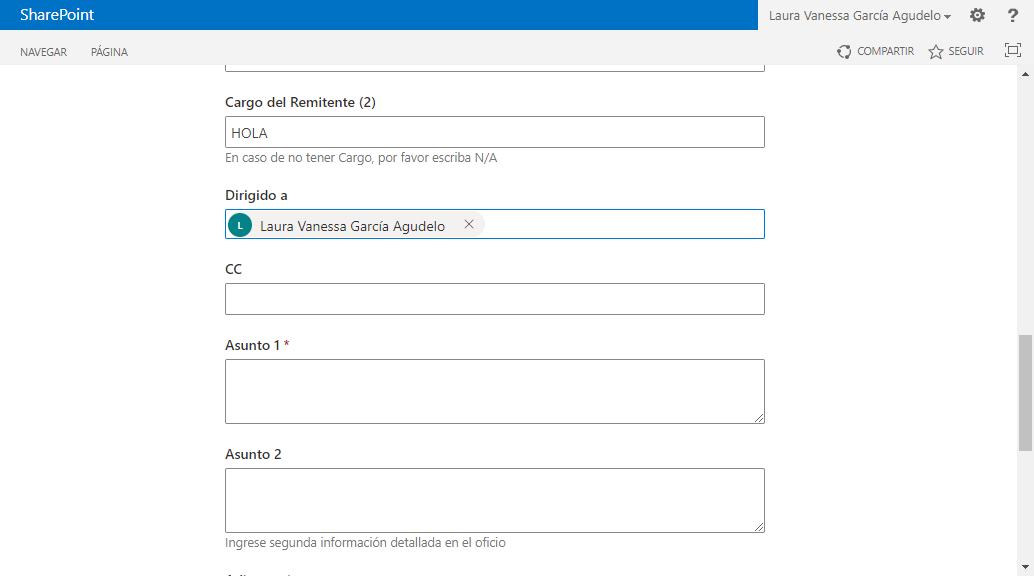 SharePoint
Laura Vanessa García Agudelo
?
NAVEGAR PÁGINA COMPARTIR SEGUIR
Cargo del Remitente (2)
HOLA
En caso de no tener Cargo, por favor escriba N/A
Dirigido a
L Laura Vanessa García Agudelo
CC
Asunto 1 *
Asunto 2
Ingrese segunda información detallada en el oficio